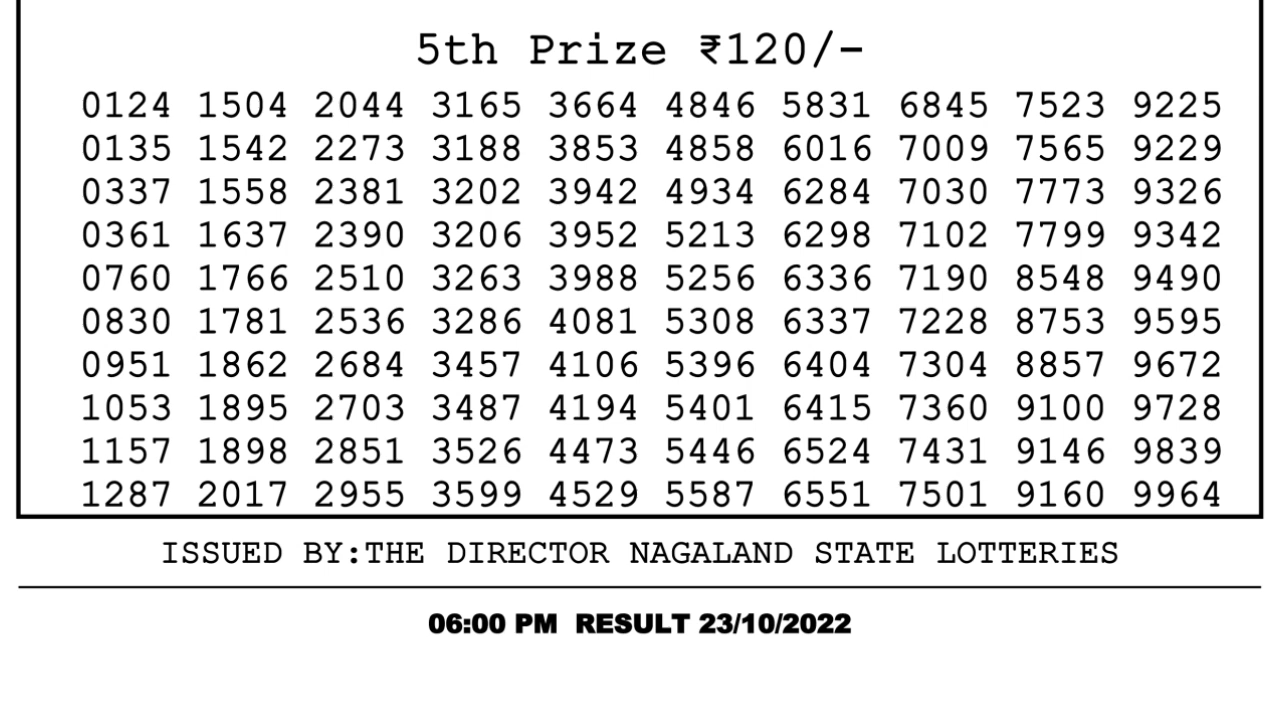 5th Prize ₹120/-
0124 1504 2044 3165 3664 4846 5831 6845 7523 9225
0135 1542 2273 3188 3853 4858 6016 7009 7565 9229
0337 1558 2381 3202 3942 4934 6284 7030 7773 9326
0361 1637 2390 3206 3952 5213 6298 7102 7799 9342
0760 1766 2510 3263 3988 5256 6336 7190 8548 9490
0830 1781 2536 3286 4081 5308 6337 7228 8753 9595
0951 1862 2684 3457 4106 5396 6404 7304 8857 9672
1053 1895 2703 3487 4194 5401 6415 7360 9100 9728
1157 1898 2851 3526 4473 5446 6524 7431 9146 9839
1287 2017 2955 3599 4529 5587 6551 7501 9160 9964
ISSUED BY:THE DIRECTOR NAGALAND STATE LOTTERIES
06:00 PM RESULT 23/10/2022